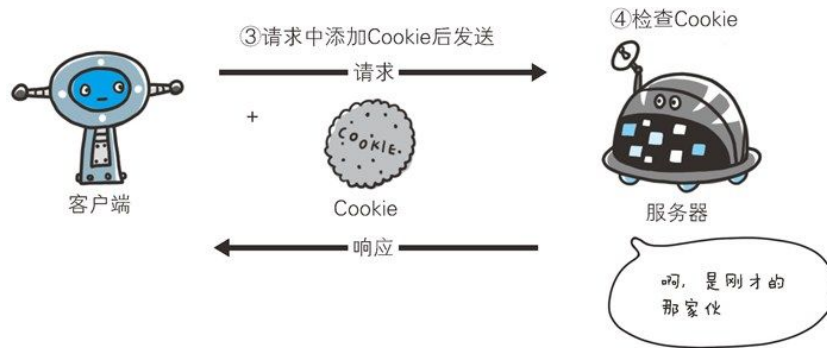 ③请求中添加Cookie后发送
④检查Cookie
请求
+
COOKIE.
客户端
Cookie
服务器
响应
啊,是刚才的
那家伙